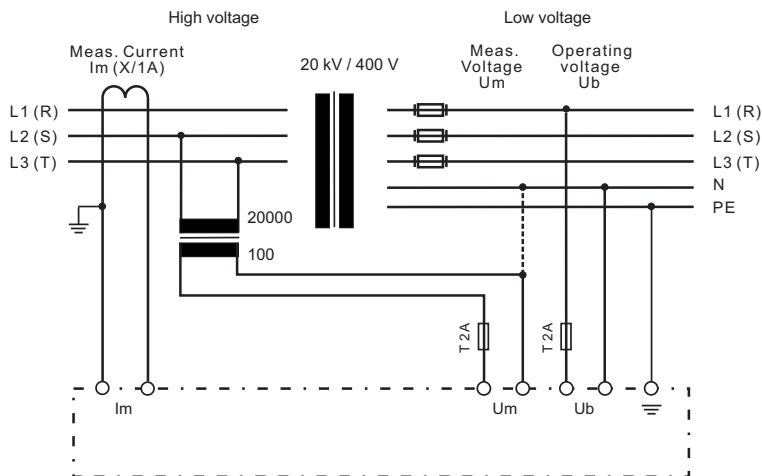 High voltage
Low voltage
Meas. Current
Im (X/1A)
20 kV / 400 V
Meas.
Voltage
Um
Operating
voltage
Ub
L1 (R)
L1 (R)
L2 (S)
L2 (S)
L3 (T)
L3 (T)
N
PE
20000
100
T 2A
T 2A
Im
Um
Ub